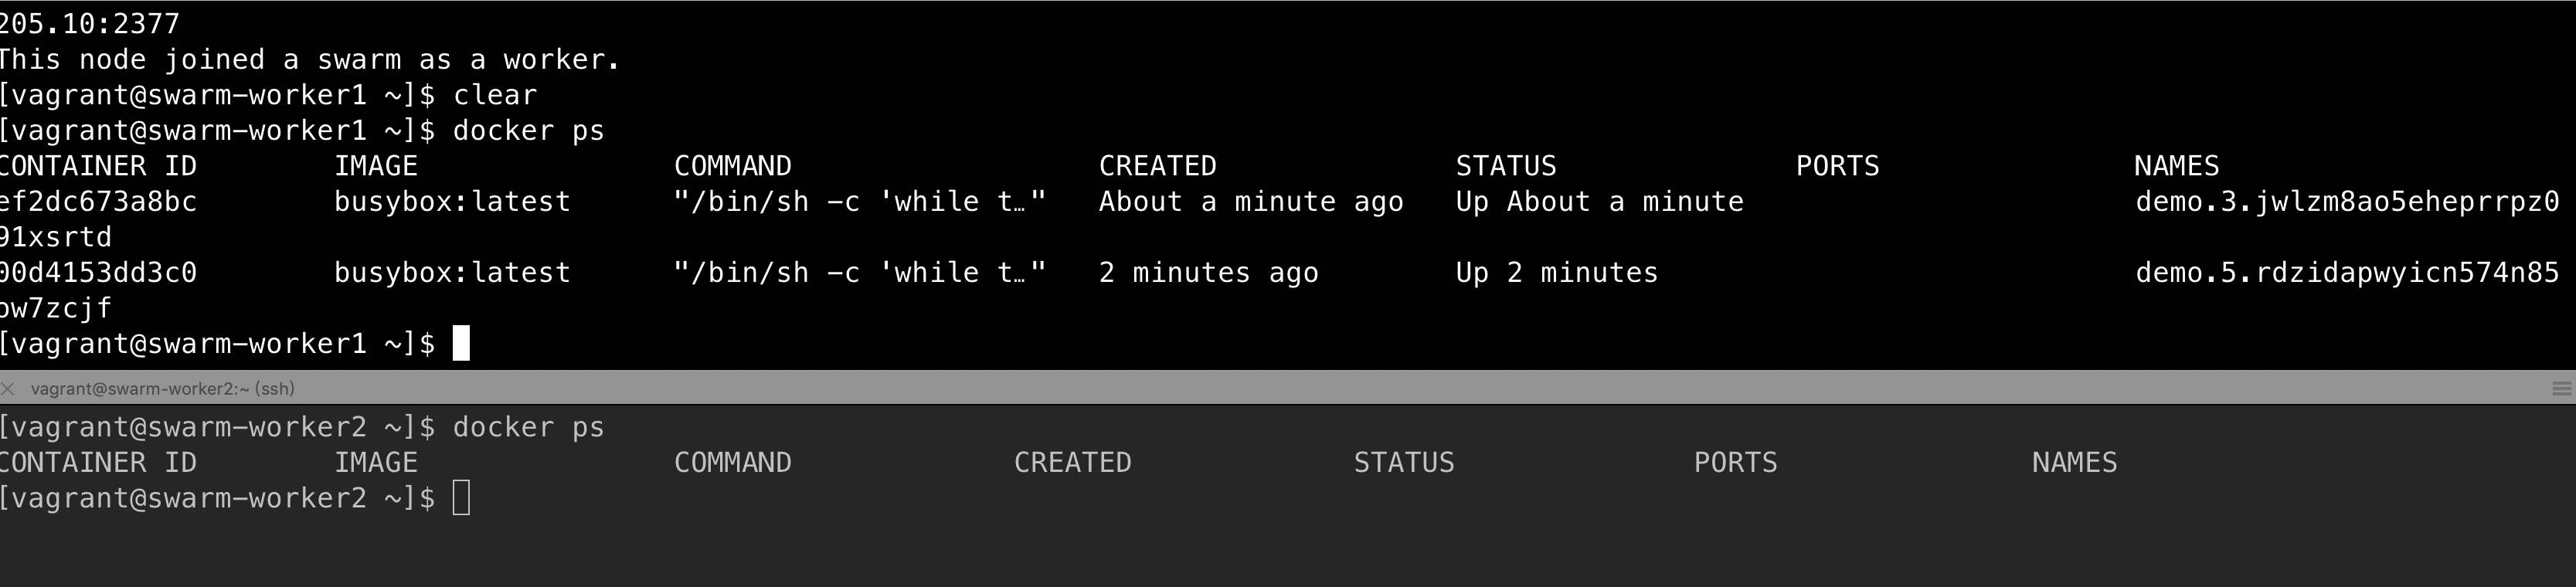 205.10:2377
This node joined a swarm as a worker.
[vagrant@swarm-worker1 ~]$ clear
[vagrant@swarm-worker1 ~]$ docker ps
CONTAINER ID        IMAGE               COMMAND                  CREATED              STATUS              PORTS               NAMES
ef2dc673a8bc        busybox:latest      "/bin/sh -c 'while t…"   About a minute ago   Up About a minute                       demo.3.jwlzm8ao5eheprrpz0
91xsrtd
00d4153dd3c0        busybox:latest      "/bin/sh -c 'while t…"   2 minutes ago        Up 2 minutes                            demo.5.rdzidapwyicn574n85
ow7zcjf
[vagrant@swarm-worker1 ~]$
vagrant@swarm-worker2:~ (ssh)
[vagrant@swarm-worker2 ~]$ docker ps
CONTAINER ID        IMAGE               COMMAND             CREATED             STATUS              PORTS               NAMES
[vagrant@swarm-worker2 ~]$